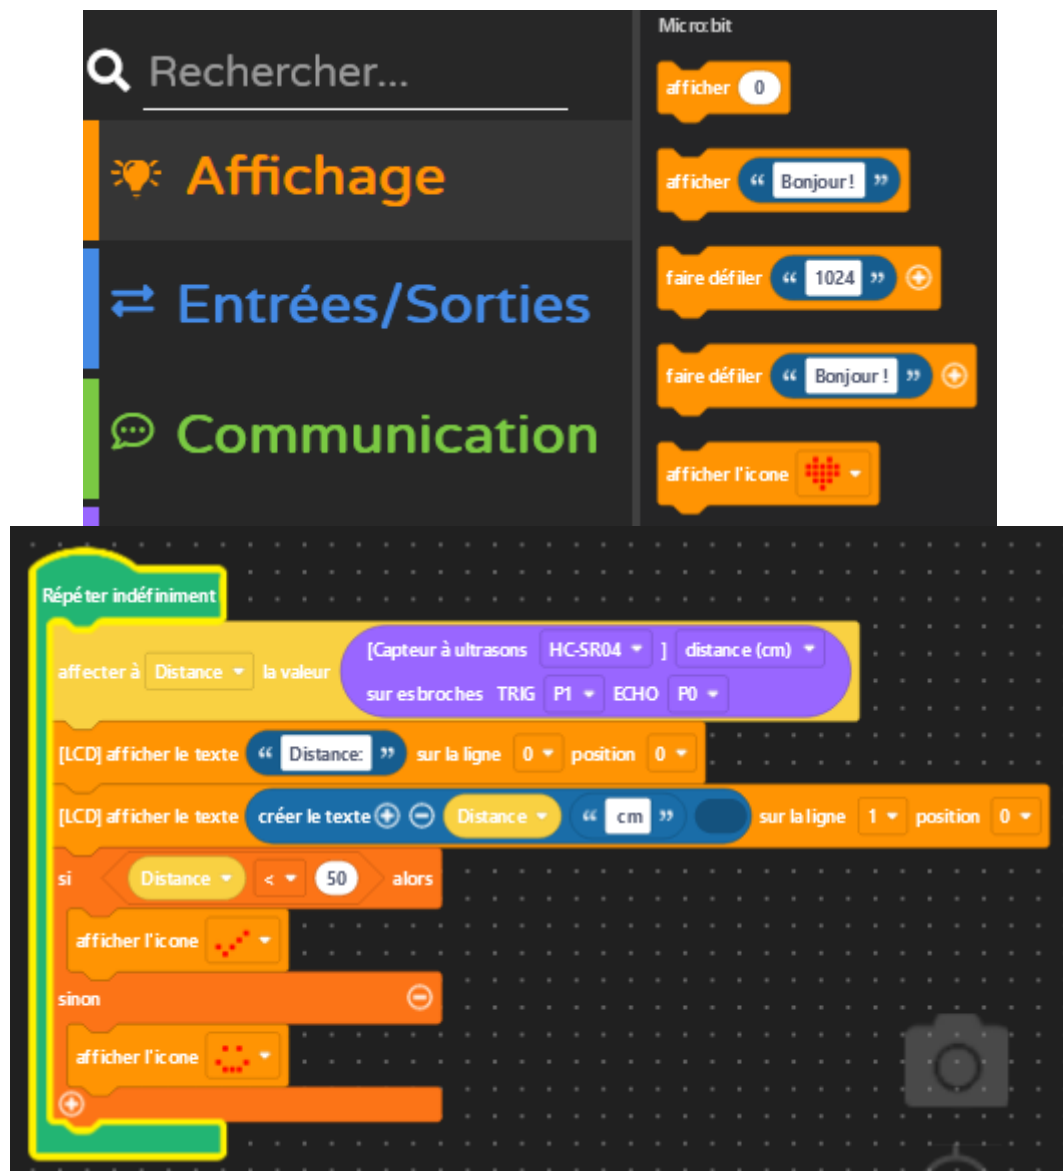 Rechercher...
Affichage
Entrées/Sorties
Communication
Micro:bit
afficher 0
afficher “ Bonjour ! ”
faire défiler “ 1024 ”
faire défiler “ Bonjour ! ”
afficher l'icone
Répéter indéfiniment
affecter à Distance la valeur
[Capteur à ultrasons HC-SR04 ] distance (cm)
sur ses broches TRIG P1 ECHO P0
[LCD] afficher le texte “ Distance: ” sur la ligne 0 position 0
[LCD] afficher le texte créer le texte Distance “ cm ” sur la ligne 1 position 0
si Distance < 50 alors
afficher l'icone
sinon
afficher l'icone